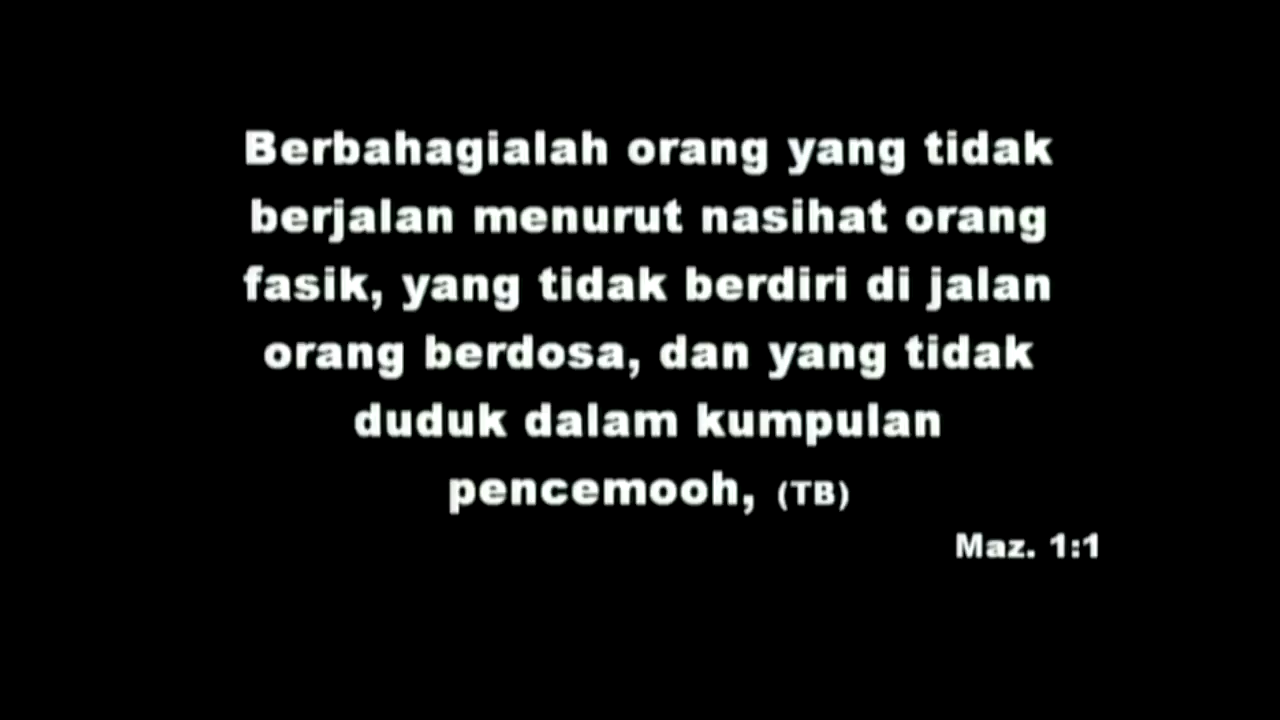 Berbahagialah orang yang tidak
berjalan menurut nasihat orang
fasik, yang tidak berdiri di jalan
orang berdosa, dan yang tidak
duduk dalam kumpulan
pencemooh, (TB)
Maz. 1:1